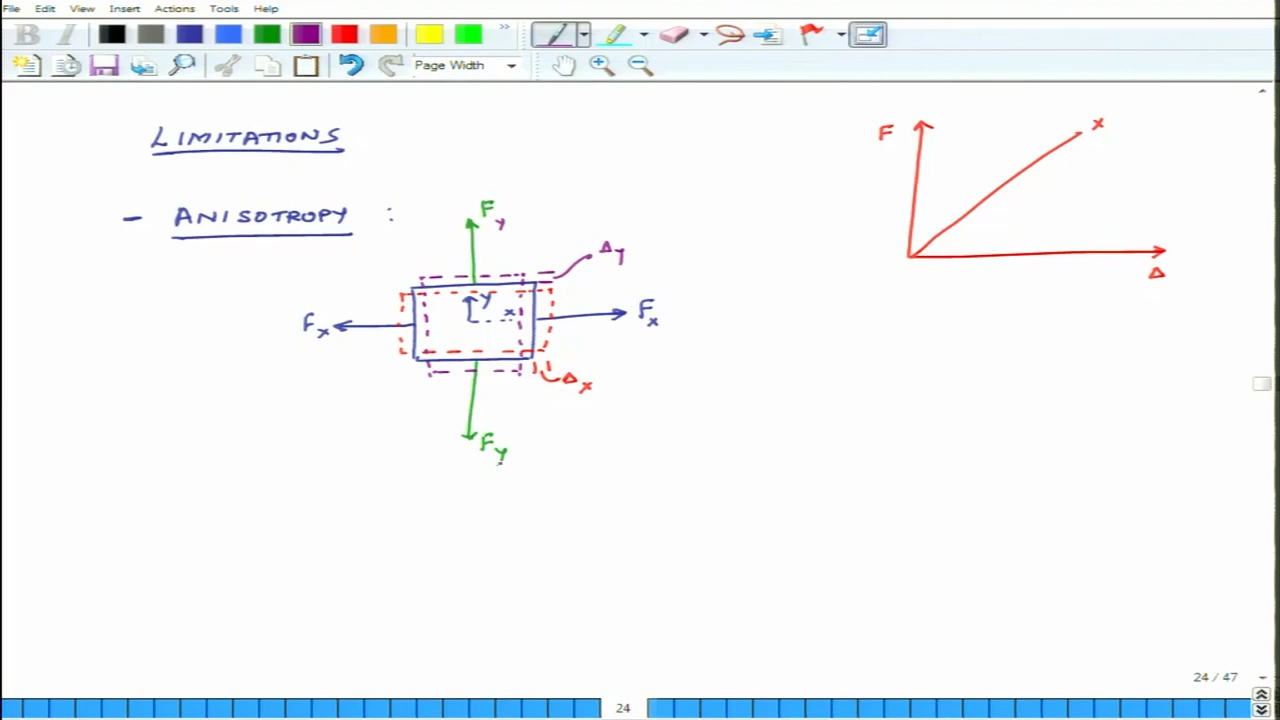 File Edit View Insert Actions Tools Help
B I
Page Width
LIMITATIONS
- ANISOTROPY :
F
x
Δ
Fy
Δy
y
x
Fx
Fx
Δx
Fy
24 / 47
24